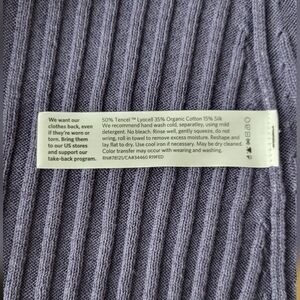 We want our
clothes back, even
if they're worn or
torn. Bring them
to our US stores
and support our
take-back program.
50% Tencel ™ Lyocell 35% Organic Cotton 15% Silk
We recommend hand wash cold, separatley, using mild
detergent. No bleach. Rinse well, gently squeeze, do not
wring, roll in towel to remove excess moisture. Reshape and
lay flat to dry. Use cool iron if necessary. May be dry cleaned.
Color transfer may occur with wearing and washing.
RN#78121/CA#34460 R19FED